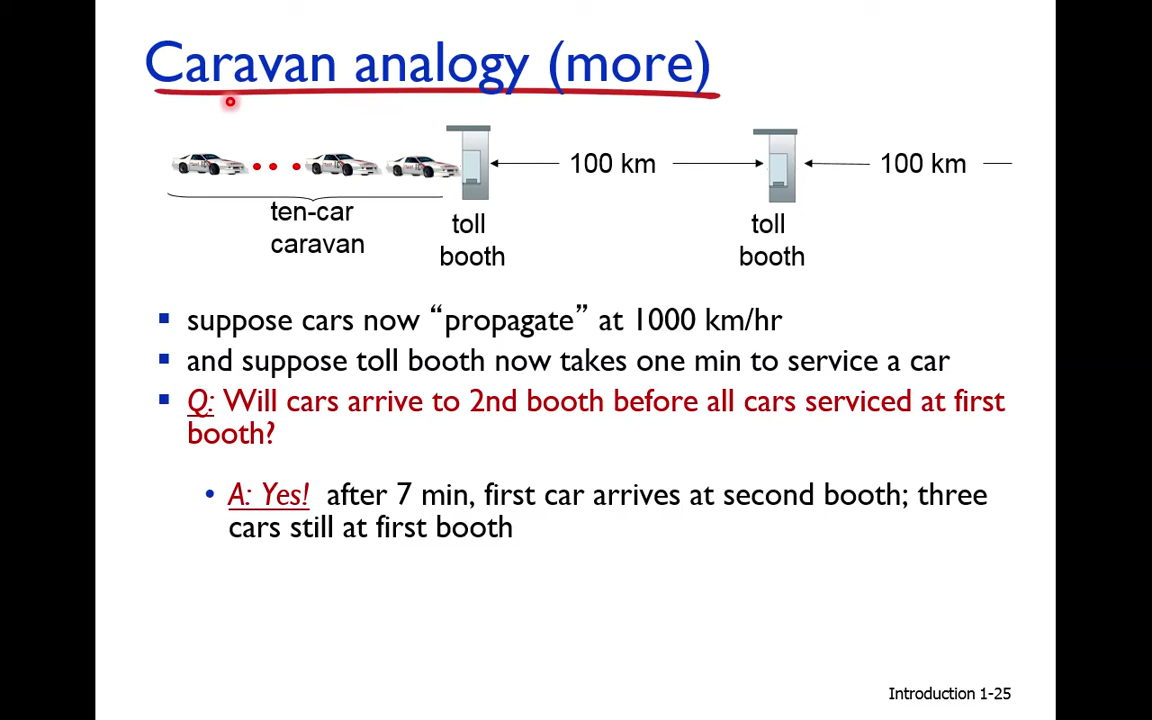 Caravan analogy (more)
100 km
100 km
ten-car
caravan
toll
booth
toll
booth
suppose cars now “propagate” at 1000 km/hr
and suppose toll booth now takes one min to service a car
Q: Will cars arrive to 2nd booth before all cars serviced at first
booth?
A: Yes! after 7 min, first car arrives at second booth; three
cars still at first booth
Introduction 1-25